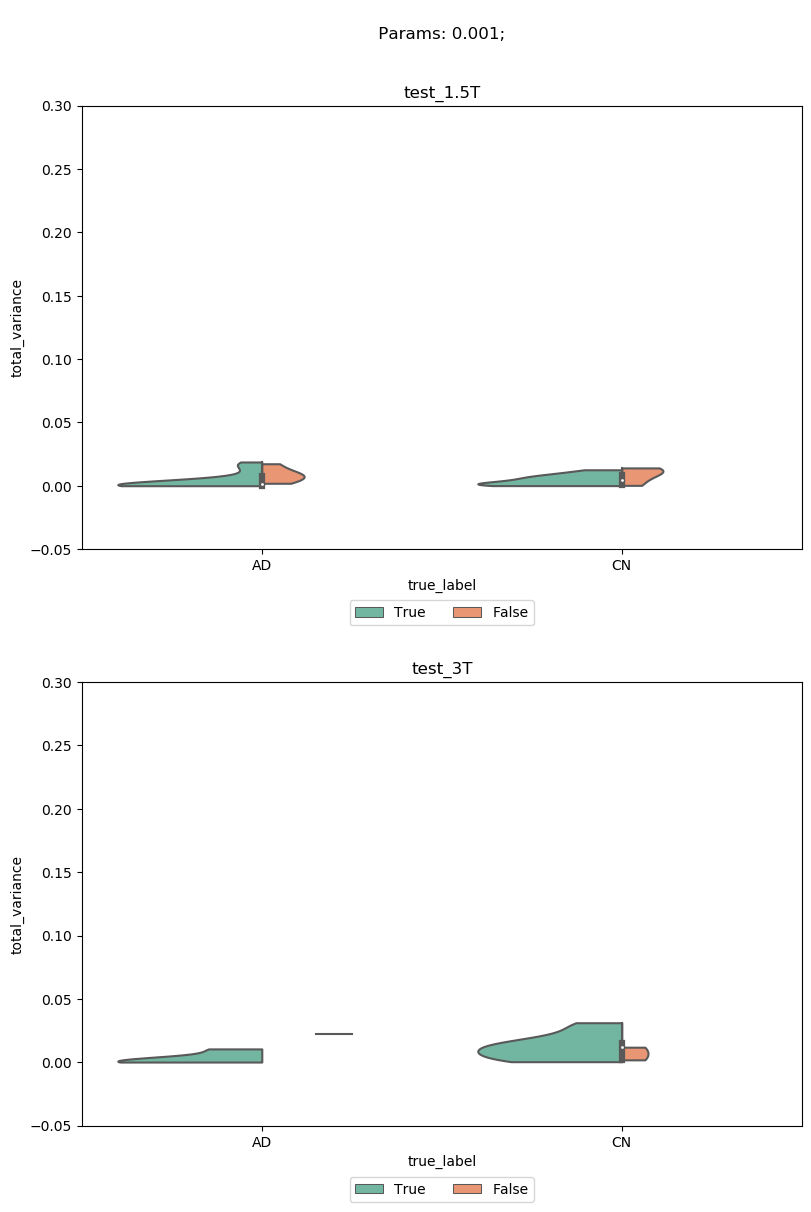 Params: 0.001;
test_1.5T
0.30
0.25
0.20
0.15
0.10
0.05
0.00
−0.05
total_variance
AD CN
true_label
True False
test_3T
0.30
0.25
0.20
0.15
0.10
0.05
0.00
−0.05
total_variance
AD CN
true_label
True False